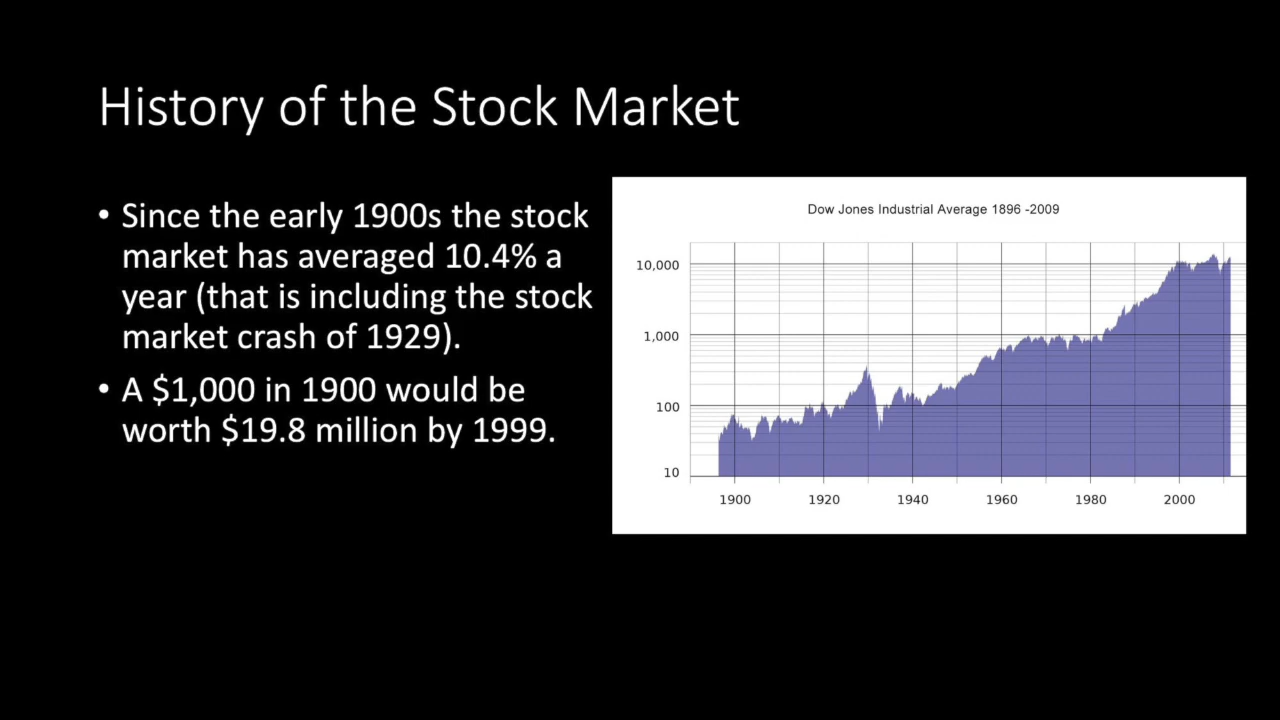 History of the Stock Market
• Since the early 1900s the stock
market has averaged 10.4% a
year (that is including the stock
market crash of 1929).
• A $1,000 in 1900 would be
worth $19.8 million by 1999.
Dow Jones Industrial Average 1896 -2009
10,000
1,000
100
10
1900 1920 1940 1960 1980 2000